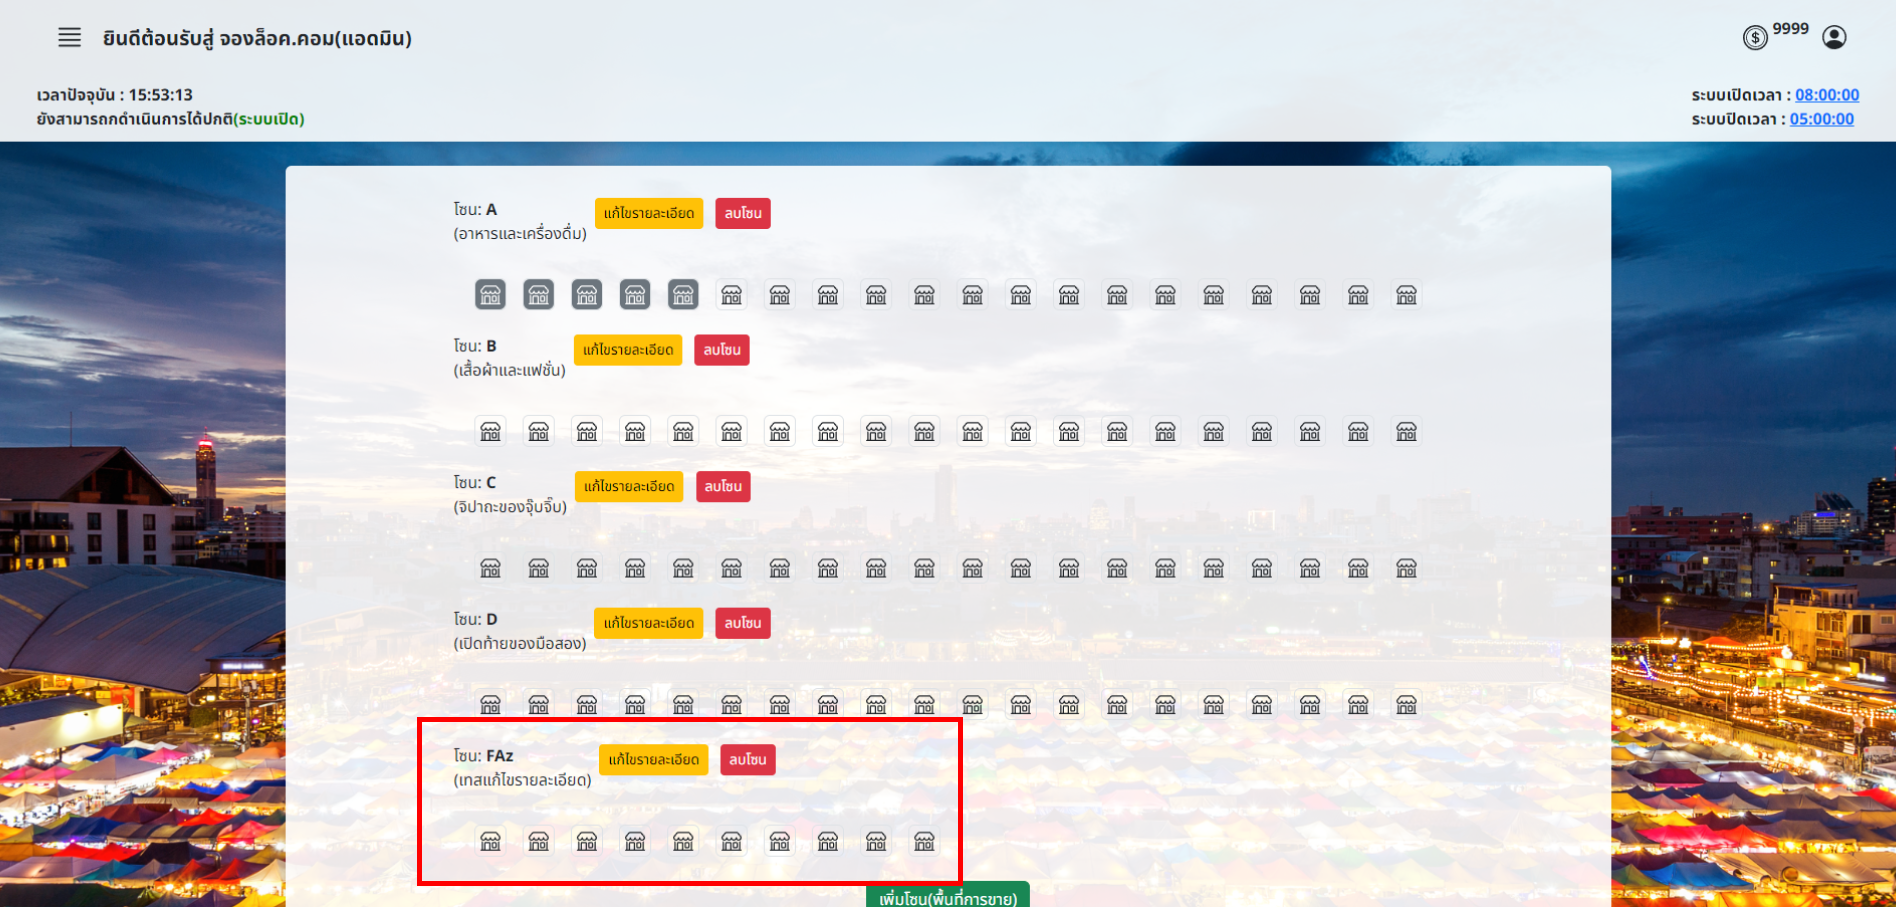 ยินดีต้อนรับสู่ จองล็อค.คอม(แอดมิน)
9999
เวลาปัจจุบัน : 15:53:13
ยังสามารถกดำเนินการได้ปกติ(ระบบเปิด)
ระบบเปิดเวลา : 08:00:00
ระบบปิดเวลา : 05:00:00
โซน: A
(อาหารและเครื่องดื่ม)
แก้ไขรายละเอียด
ลบโซน
โซน: B
(เสื้อผ้าและแฟชั่น)
แก้ไขรายละเอียด
ลบโซน
โซน: C
(จิปาถะของจุ๊บจิ๊บ)
แก้ไขรายละเอียด
ลบโซน
โซน: D
(เปิดท้ายของมือสอง)
แก้ไขรายละเอียด
ลบโซน
โซน: FAz
(เทสแก้ไขรายละเอียด)
แก้ไขรายละเอียด
ลบโซน
เพิ่มโซน(พื้นที่การขาย)